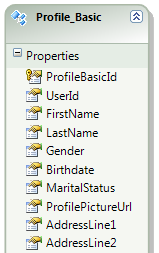 Profile_Basic
Properties
ProfileBasicId
UserId
FirstName
LastName
Gender
Birthdate
MaritalStatus
ProfilePictureUrl
AddressLine1
AddressLine2